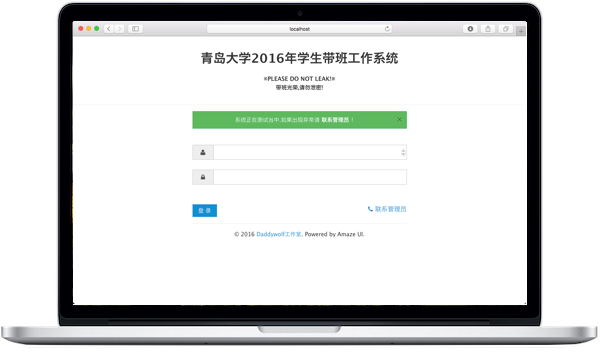 localhost
青岛大学2016年学生带班工作系统
※PLEASE DO NOT LEAK!※
带班光荣,请勿泄密!
系统正在测试当中,如果出现异常请 联系管理员 !
登 录
联系管理员
© 2016 Daddywolf工作室. Powered by Amaze UI.